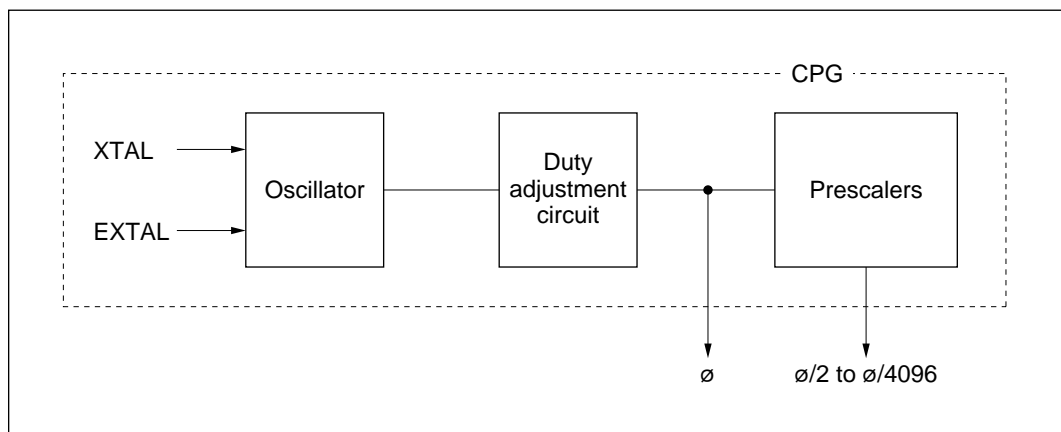 CPG
XTAL
EXTAL
Oscillator
Duty
adjustment
circuit
Prescalers
ø
ø/2 to ø/4096